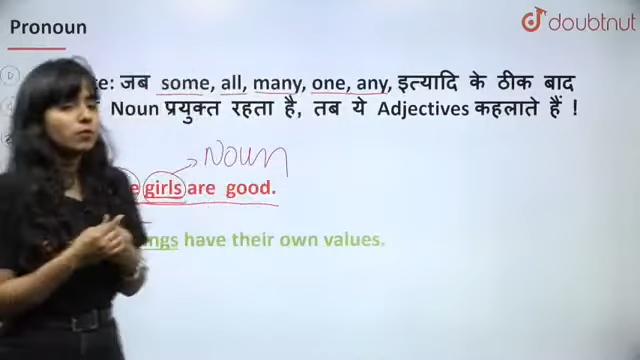 Pronoun
doubtnut
जब some, all, many, one, any, इत्यादि के ठीक बाद
Noun प्रयुक्त रहता है, तब ये Adjectives कहलाते हैं !
Noun
girls are good.
have their own values.